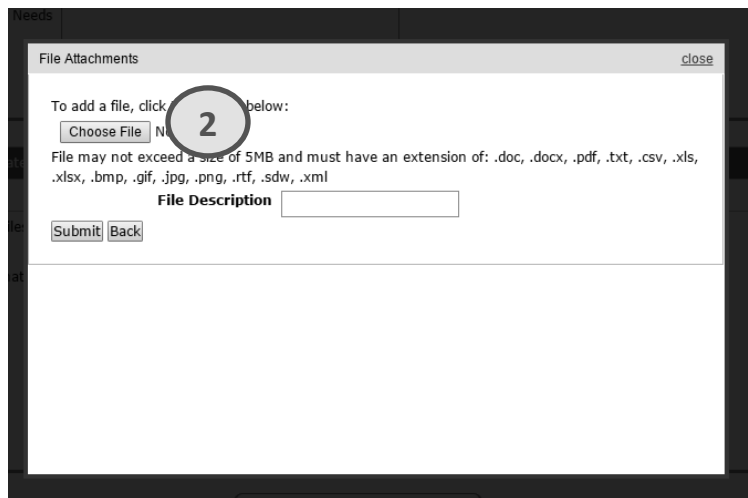 Needs
File Attachments close
To add a file, click below:
Choose File
2
File may not exceed a size of 5MB and must have an extension of: .doc, .docx, .pdf, .txt, .csv, .xls,
.xlsx, .bmp, .gif, .jpg, .png, .rtf, .sdw, .xml
File Description
Submit Back